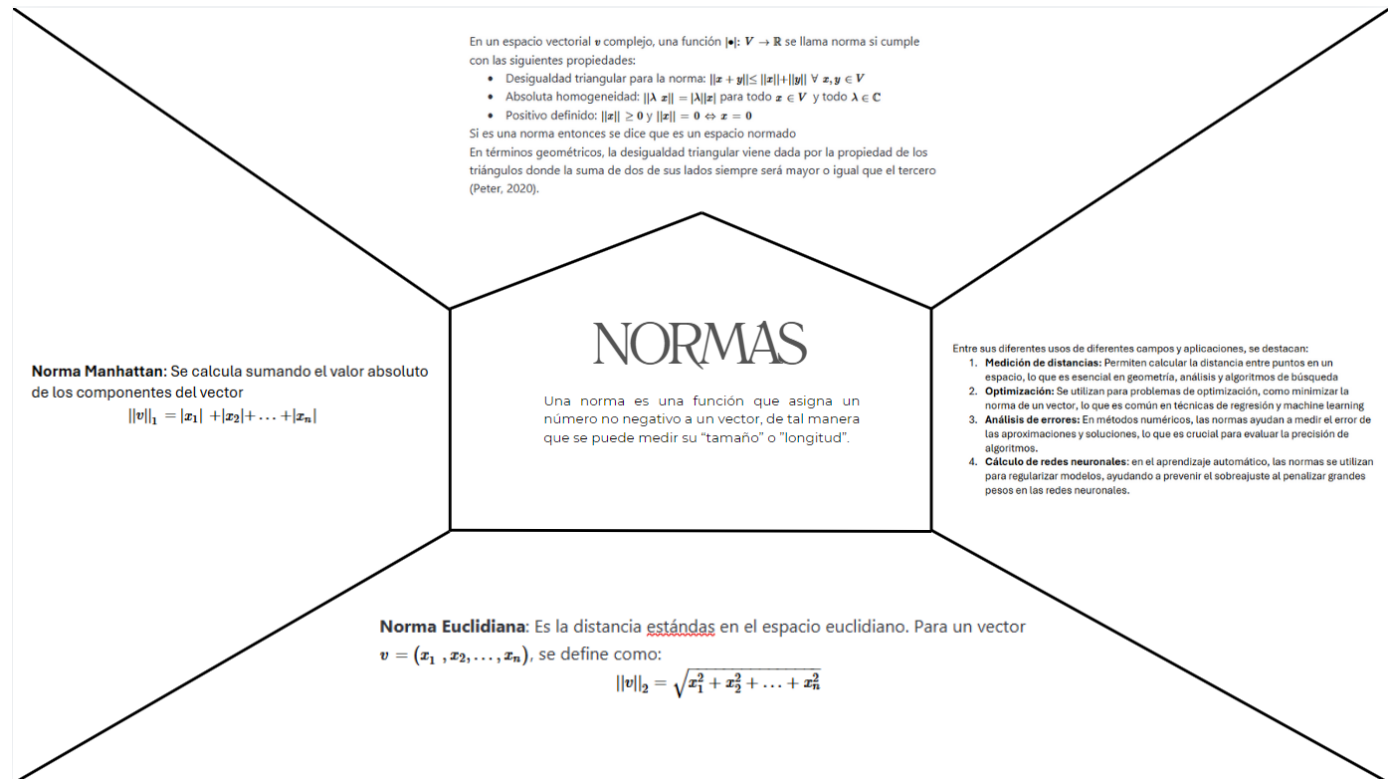 En un espacio vectorial v complejo, una función |•|: V → ℝ se llama norma si cumple
con las siguientes propiedades:
• Desigualdad triangular para la norma: ||x + y||≤ ||x||+||y|| ∀ x, y ∈ V
• Absoluta homogeneidad: ||λ x|| = |λ||x| para todo x ∈ V y todo λ ∈ ℂ
• Positivo definido: ||x|| ≥ 0 y ||x|| = 0 ⇔ x = 0
Si es una norma entonces se dice que es un espacio normado
En términos geométricos, la desigualdad triangular viene dada por la propiedad de los
triángulos donde la suma de dos de sus lados siempre será mayor o igual que el tercero
(Peter, 2020).
NORMAS
Una norma es una función que asigna un
número no negativo a un vector, de tal manera
que se puede medir su “tamaño” o “longitud”.
Norma Manhattan: Se calcula sumando el valor absoluto
de los componentes del vector
||v||₁ = |x₁| +|x₂|+ … +|xₙ|
Entre sus diferentes usos de diferentes campos y aplicaciones, se destacan:
1. Medición de distancias: Permiten calcular la distancia entre puntos en un
espacio, lo que es esencial en geometría, análisis y algoritmos de búsqueda
2. Optimización: Se utilizan para problemas de optimización, como minimizar la
norma de un vector, lo que es común en técnicas de regresión y machine learning
3. Análisis de errores: En métodos numéricos, las normas ayudan a medir el error de
las aproximaciones y soluciones, lo que es crucial para evaluar la precisión de
algoritmos.
4. Cálculo de redes neuronales: en el aprendizaje automático, las normas se utilizan
para regularizar modelos, ayudando a prevenir el sobreajuste al penalizar grandes
pesos en las redes neuronales.
Norma Euclidiana: Es la distancia estándas en el espacio euclidiano. Para un vector
v = (x₁ , x₂, … , xₙ), se define como:
||v||₂ = √(x₁² + x₂² + … + xₙ²)